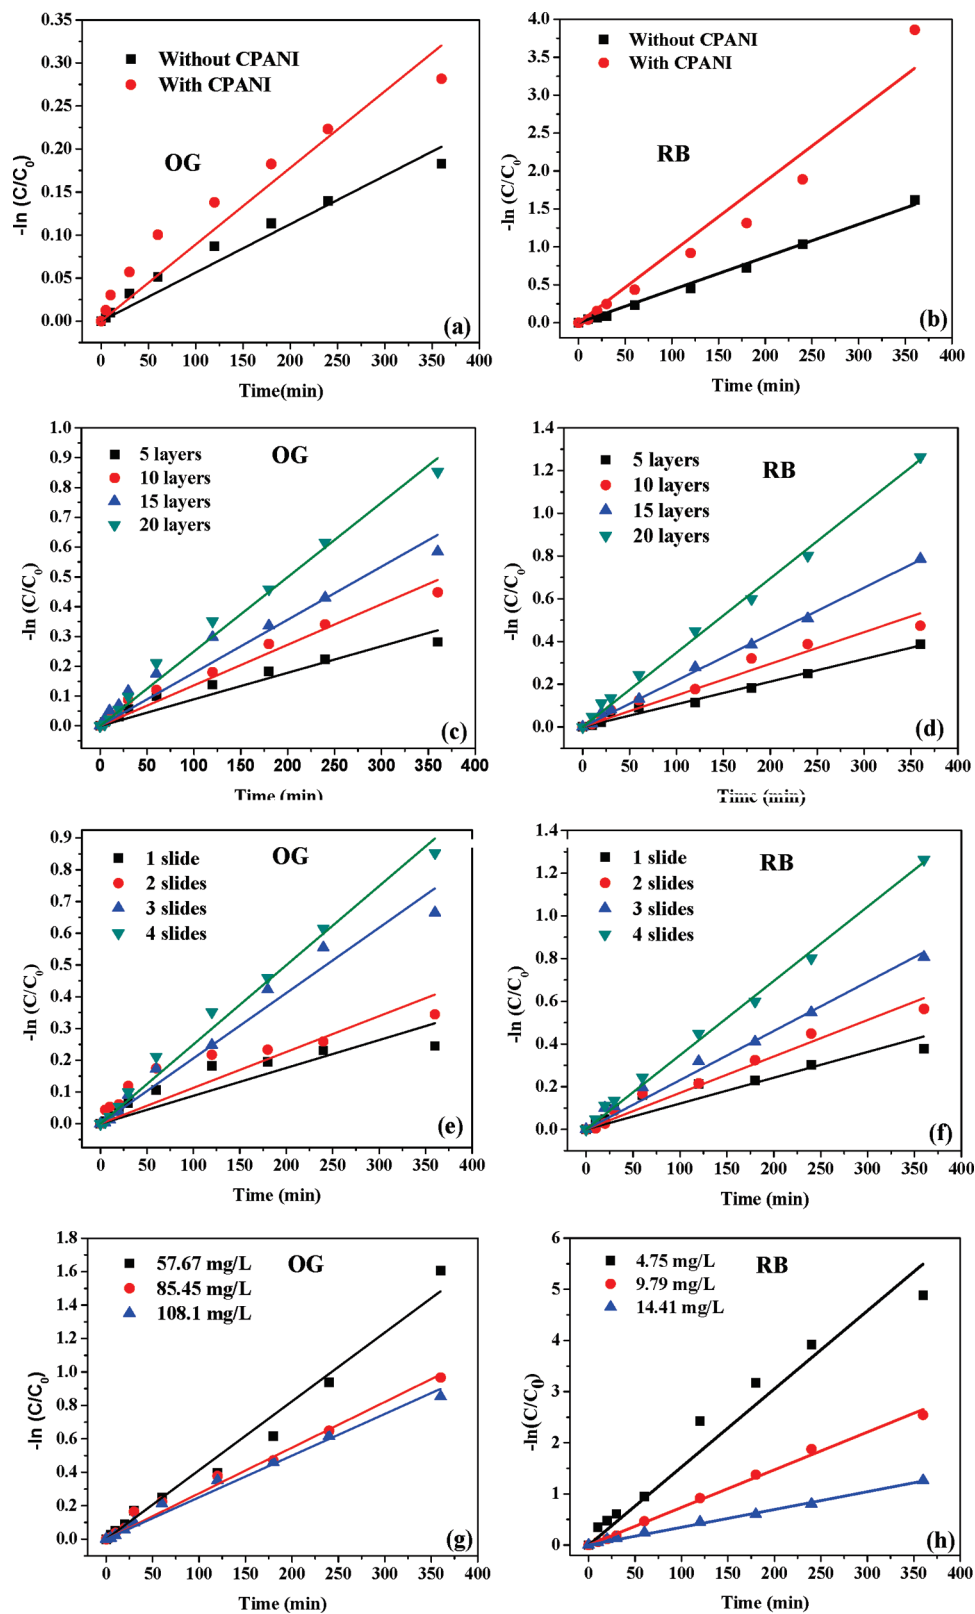 0.35
0.30
0.25
0.20
0.15
0.10
0.05
0.00
-ln (C/C0)
Without CPANI
With CPANI
OG
(a)
0 50 100 150 200 250 300 350 400
Time(min)
4.0
3.5
3.0
2.5
2.0
1.5
1.0
0.5
0.0
-ln (C/C0)
Without CPANI
With CPANI
RB
(b)
0 50 100 150 200 250 300 350 400
Time (min)
1.0
0.9
0.8
0.7
0.6
0.5
0.4
0.3
0.2
0.1
0.0
-ln (C/C0)
5 layers
10 layers
15 layers
20 layers
OG
(c)
0 50 100 150 200 250 300 350 400
Time (min)
1.4
1.2
1.0
0.8
0.6
0.4
0.2
0.0
-ln (C/C0)
5 layers
10 layers
15 layers
20 layers
RB
(d)
0 50 100 150 200 250 300 350 400
Time (min)
0.9
0.8
0.7
0.6
0.5
0.4
0.3
0.2
0.1
0.0
-ln (C/C0)
1 slide
2 slides
3 slides
4 slides
OG
(e)
0 50 100 150 200 250 300 350 400
Time (min)
1.4
1.2
1.0
0.8
0.6
0.4
0.2
0.0
-ln (C/C0)
1 slide
2 slides
3 slides
4 slides
RB
(f)
0 50 100 150 200 250 300 350 400
Time (min)
1.8
1.6
1.4
1.2
1.0
0.8
0.6
0.4
0.2
0.0
-ln (C/C0)
57.67 mg/L
85.45 mg/L
108.1 mg/L
OG
(g)
0 50 100 150 200 250 300 350 400
Time (min)
6
5
4
3
2
1
0
-ln(C/C0)
4.75 mg/L
9.79 mg/L
14.41 mg/L
RB
(h)
0 50 100 150 200 250 300 350 400
Time (min)